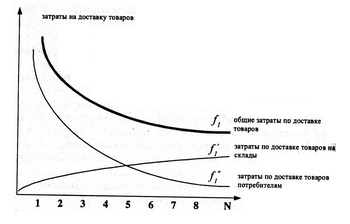 затраты на доставку товаров
f₁ общие затраты по доставке
товаров
f₁′ затраты по доставке товаров на
склады
f₁″ затраты по доставке товаров
потребителям
1 2 3 4 5 6 7 8 N